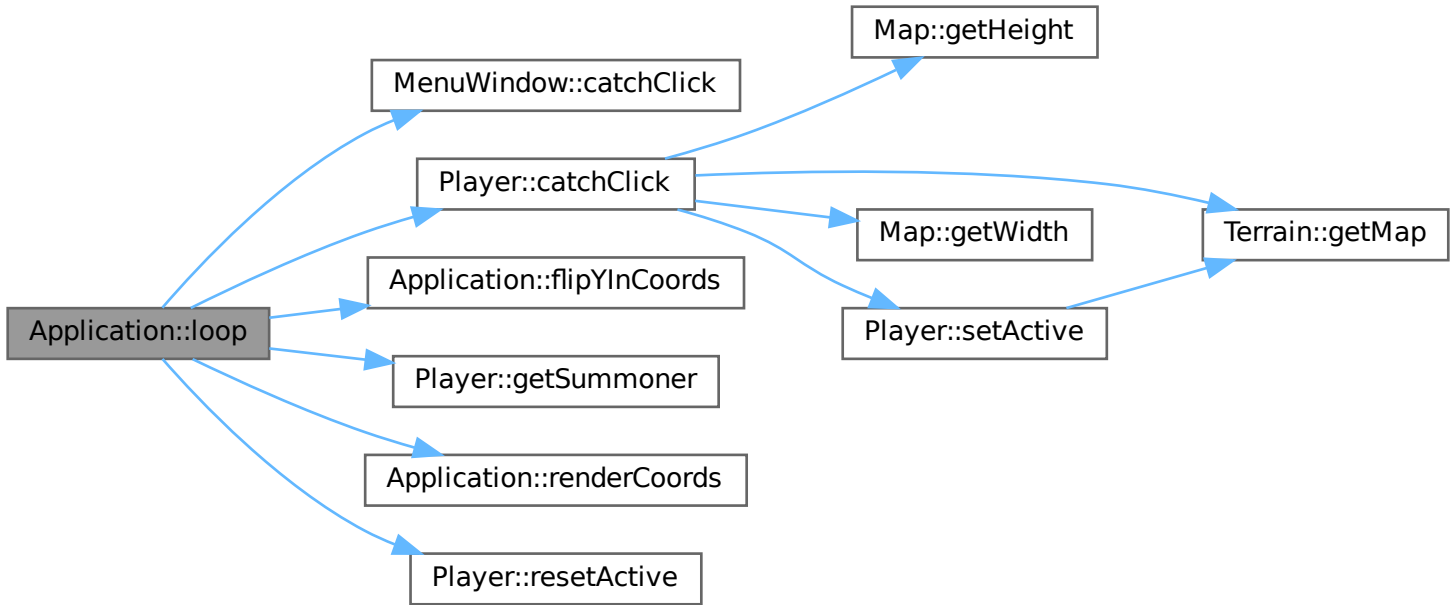 Map::getHeight
MenuWindow::catchClick
Player::catchClick
Map::getWidth
Terrain::getMap
Application::flipYInCoords
Application::loop
Player::setActive
Player::getSummoner
Application::renderCoords
Player::resetActive